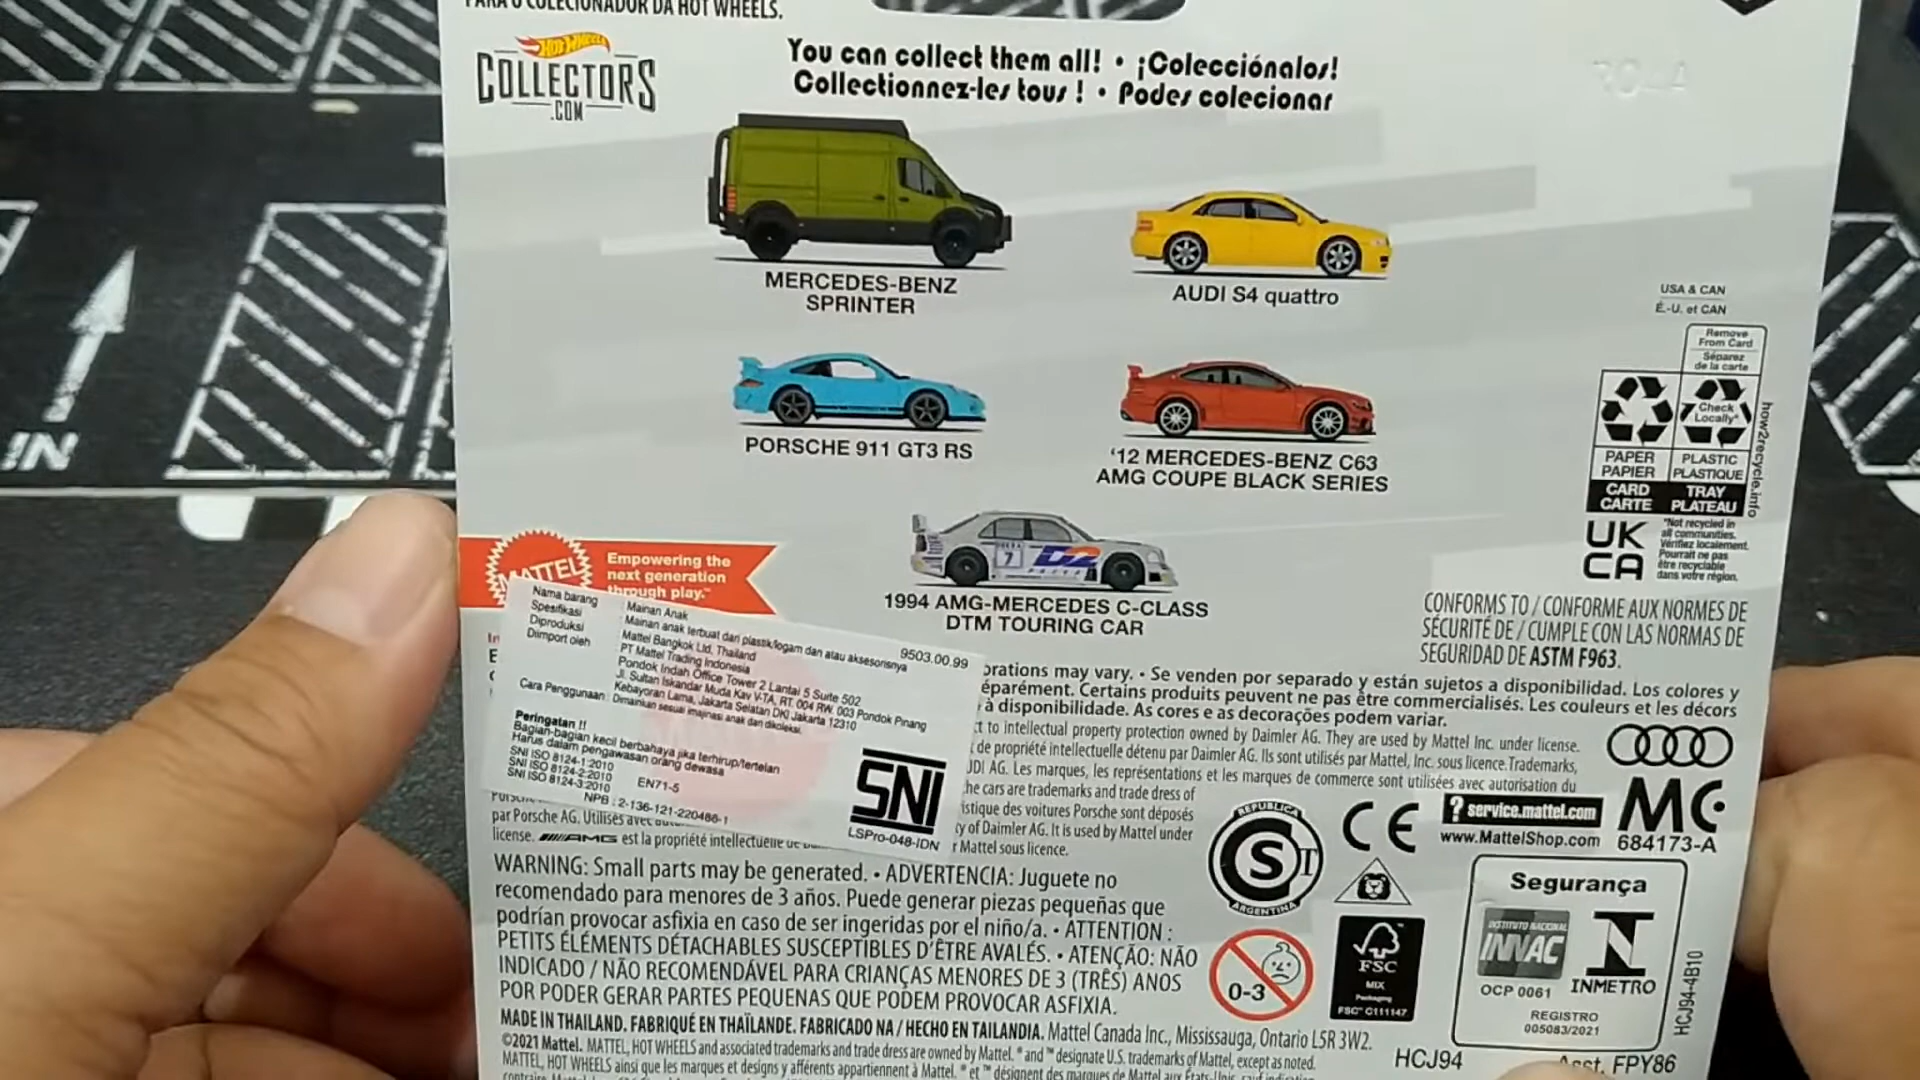 PARA O COLECIONADOR DA HOT WHEELS.
Hot Wheels
COLLECTORS
.COM
You can collect them all! • ¡Colecciónalos!
Collectionnez-les tous ! • Podes colecionar
MERCEDES-BENZ
SPRINTER
AUDI S4 quattro
PORSCHE 911 GT3 RS
'12 MERCEDES-BENZ C63
AMG COUPE BLACK SERIES
1994 AMG-MERCEDES C-CLASS
DTM TOURING CAR
7
D2
USA & CAN
É.-U. et CAN
Remove
From Card
Séparez
de la carte
Check
Locally*
PAPER
PAPIER
PLASTIC
PLASTIQUE
CARD
CARTE
TRAY
PLATEAU
how2recycle.info
*Not recycled in
all communities.
Vérifiez localement.
Pourrait ne pas
être recyclable
dans votre région.
UK
CA
IN
MATTEL
Empowering the
next generation
through play.™
CONFORMS TO / CONFORME AUX NORMES DE
SÉCURITÉ DE / CUMPLE CON LAS NORMAS DE
SEGURIDAD DE ASTM F963.
Nama barang : Mainan Anak
Spesifikasi : Mainan anak terbuat dari plastik/logam dan atau aksesorisnya
9503.00.99
Diproduksi : Mattel Bangkok Ltd, Thailand
Diimport oleh : PT Mattel Trading Indonesia
Pondok Indah Office Tower 2 Lantai 5 Suite 502
Jl. Sultan Iskandar Muda Kav V-TA, RT. 004 RW. 003 Pondok Pinang
Kebayoran Lama, Jakarta Selatan DKI Jakarta 12310
Cara Penggunaan : Dimainkan sesuai imajinasi anak dan dikoleksi.
Peringatan !!
Bagian-bagian kecil berbahaya jika terhirup/tertelan
Harus dalam pengawasan orang dewasa
SNI ISO 8124-1:2010
SNI ISO 8124-2:2010
SNI ISO 8124-3:2010
EN71-5
NPB : 2-136-121-220486-1
SNI
LSPro-048-IDN
orations may vary. • Se venden por separado y están sujetos a disponibilidad. Los colores y
éparément. Certains produits peuvent ne pas être commercialisés. Les couleurs et les décors
à disponibilidade. As cores e as decorações podem variar.
ct to intellectual property protection owned by Daimler AG. They are used by Mattel Inc. under license.
de propriété intellectuelle détenu par Daimler AG. Ils sont utilisés par Mattel, Inc. sous licence. Trademarks,
UDI AG. Les marques, les représentations et les marques de commerce sont utilisées avec autorisation du
he cars are trademarks and trade dress of
istique des voitures Porsche sont déposés
par Porsche AG. Utilisés avec
ty of Daimler AG. It is used by Mattel under
license. AMG est la propriété intellectuelle
r Mattel sous licence.
WARNING: Small parts may be generated. • ADVERTENCIA: Juguete no
recomendado para menores de 3 años. Puede generar piezas pequeñas que
podrían provocar asfixia en caso de ser ingeridas por el niño/a. • ATTENTION :
PETITS ÉLÉMENTS DÉTACHABLES SUSCEPTIBLES D'ÊTRE AVALÉS. • ATENÇÃO: NÃO
INDICADO / NÃO RECOMENDÁVEL PARA CRIANÇAS MENORES DE 3 (TRÊS) ANOS
POR PODER GERAR PARTES PEQUENAS QUE PODEM PROVOCAR ASFIXIA.
MADE IN THAILAND. FABRIQUÉ EN THAÏLANDE. FABRICADO NA / HECHO EN TAILANDIA. Mattel Canada Inc., Mississauga, Ontario L5R 3W2.
©2021 Mattel. MATTEL, HOT WHEELS and associated trademarks and trade dress are owned by Mattel. ® and ™ designate U.S. trademarks of Mattel, except as noted.
MATTEL, HOT WHEELS ainsi que les marques et designs y afférents appartiennent à Mattel. ® et ™ désignent des marques de Mattel aux États-Unis, sauf indication
REPUBLICA
S
ARGENTINA
CE
? service.mattel.com
www.MattelShop.com
MC
684173-A
0-3
FSC
MIX
Packaging
FSC™ C111147
Segurança
INSTITUTO NACIONAL
INNAC
OCP 0061
INMETRO
REGISTRO
005083/2021
HCJ94-4B10
HCJ94
Asst. FPY86